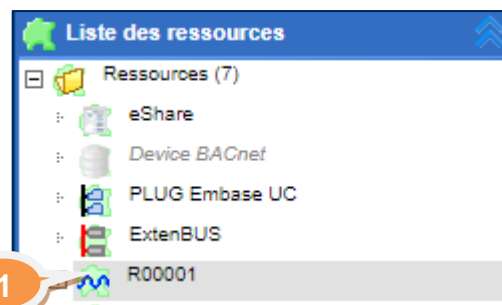 Liste des ressources
Ressources (7)
eShare
Device BACnet
PLUG Embase UC
ExtenBUS
1 R00001